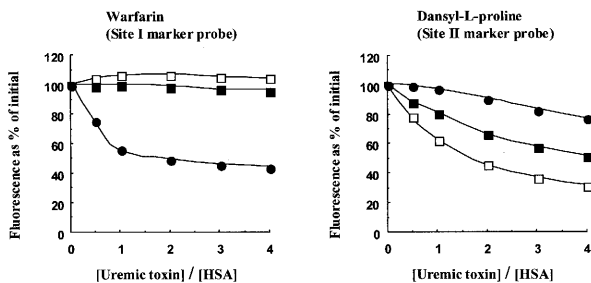 Warfarin
(Site I marker probe)
Fluorescence as % of initial
120
100
80
60
40
20
0
0 1 2 3 4
[Uremic toxin] / [HSA]
Dansyl-L-proline
(Site II marker probe)
Fluorescence as % of initial
120
100
80
60
40
20
0
0 1 2 3 4
[Uremic toxin] / [HSA]